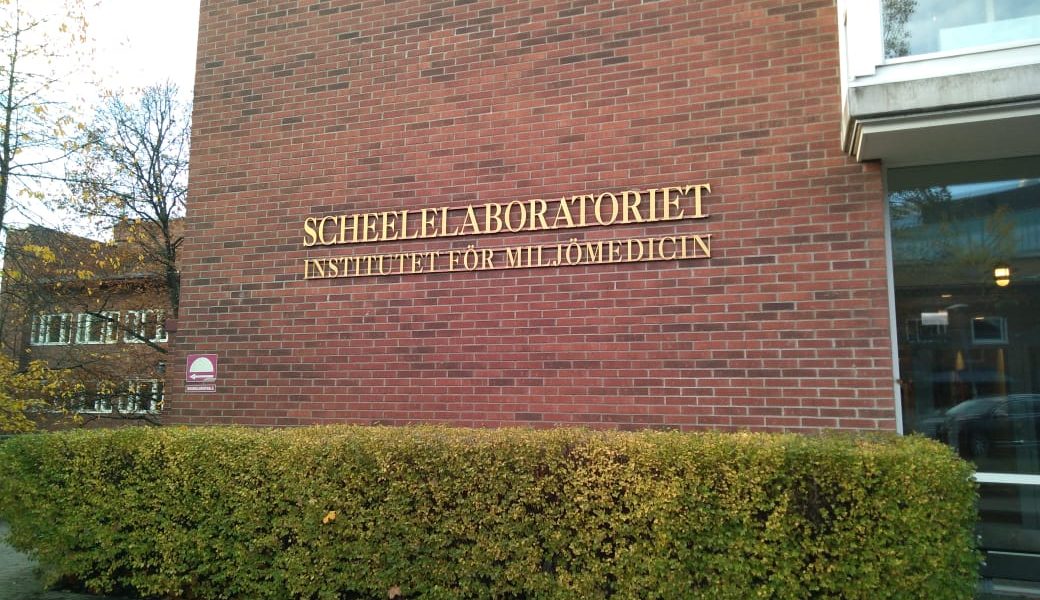 SCHEELELABORATORIET
INSTITUTET FÖR MILJÖMEDICIN